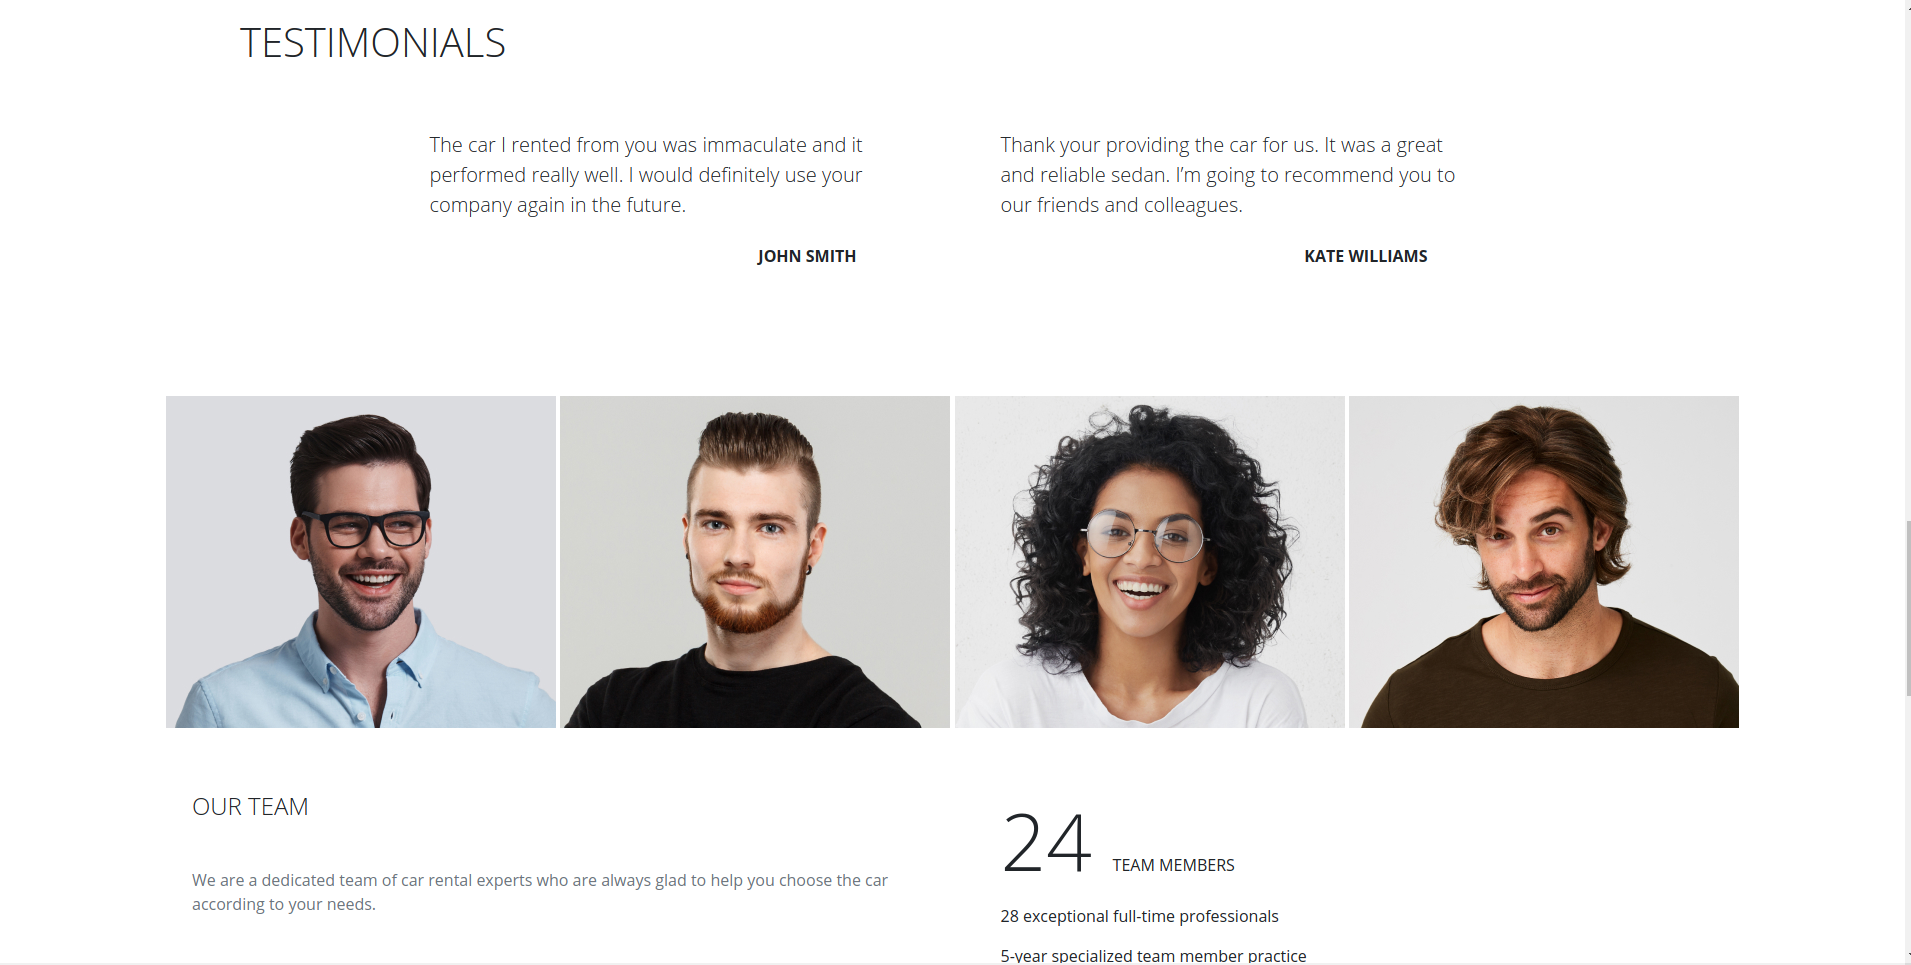 TESTIMONIALS
The car I rented from you was immaculate and it
performed really well. I would definitely use your
company again in the future.
JOHN SMITH
Thank your providing the car for us. It was a great
and reliable sedan. I’m going to recommend you to
our friends and colleagues.
KATE WILLIAMS
OUR TEAM
We are a dedicated team of car rental experts who are always glad to help you choose the car
according to your needs.
24 TEAM MEMBERS
28 exceptional full-time professionals
5-year specialized team member practice